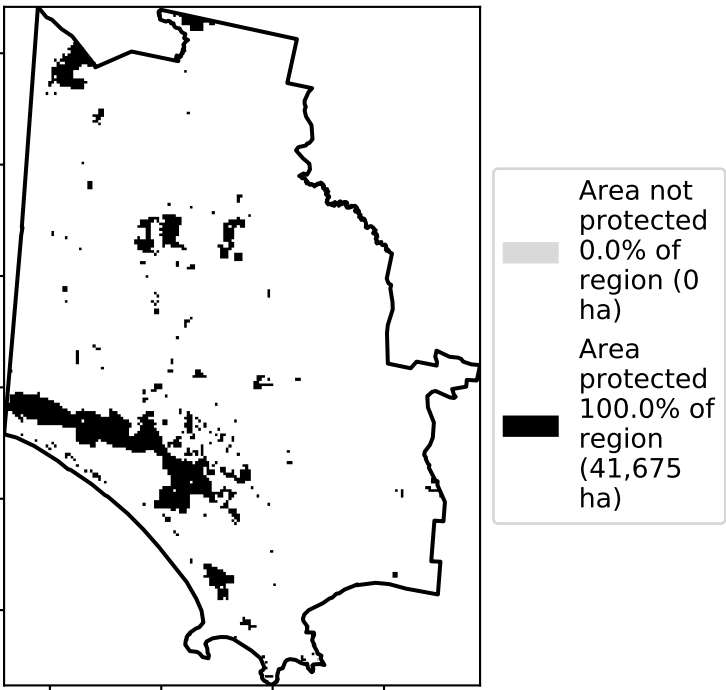 Area not
protected
0.0% of
region (0
ha)
Area
protected
100.0% of
region
(41,675
ha)